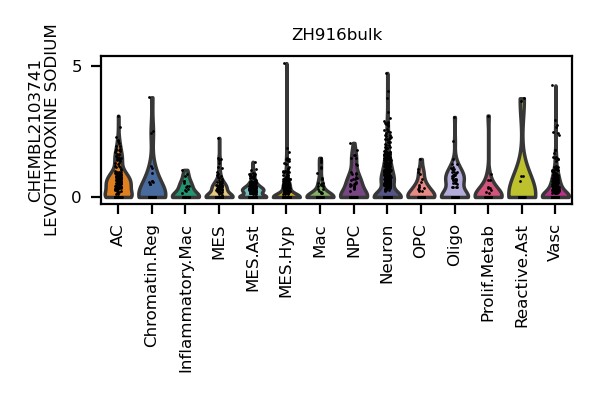 ZH916bulk
CHEMBL2103741
LEVOTHYROXINE SODIUM
5
0
AC
Chromatin.Reg
Inflammatory.Mac
MES
MES.Ast
MES.Hyp
Mac
NPC
Neuron
OPC
Oligo
Prolif.Metab
Reactive.Ast
Vasc